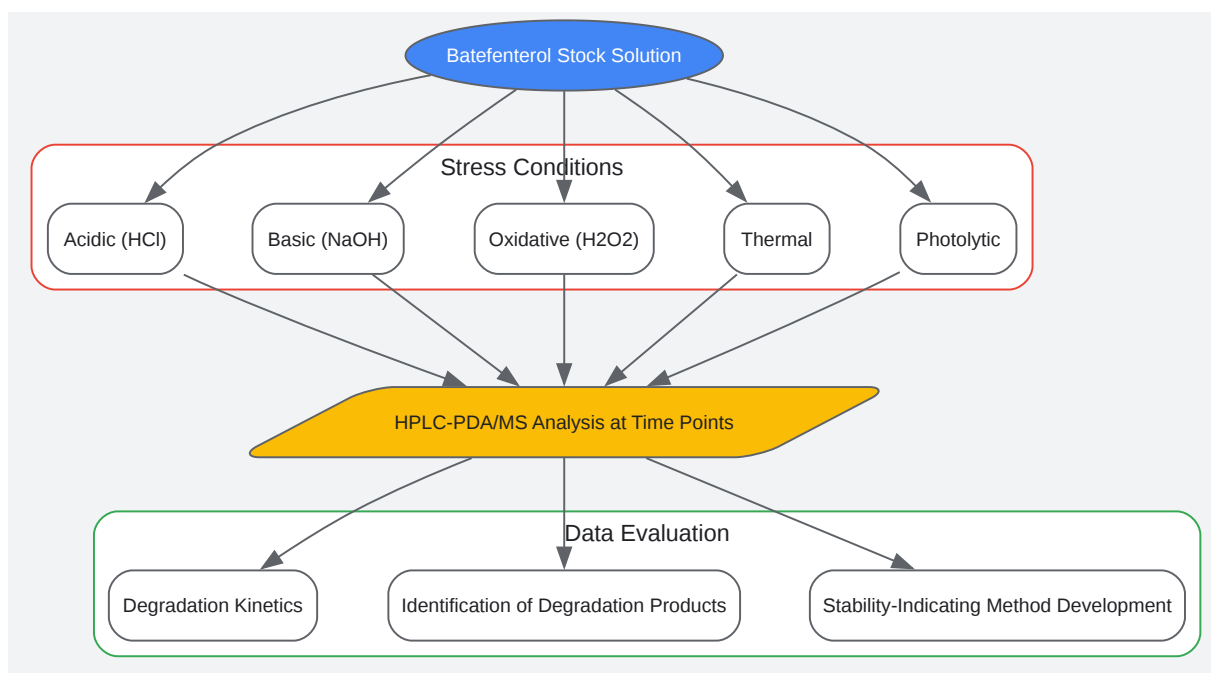 Batefenterol Stock Solution
Stress Conditions
Acidic (HCl)
Basic (NaOH)
Oxidative (H2O2)
Thermal
Photolytic
HPLC-PDA/MS Analysis at Time Points
Data Evaluation
Degradation Kinetics
Identification of Degradation Products
Stability-Indicating Method Development